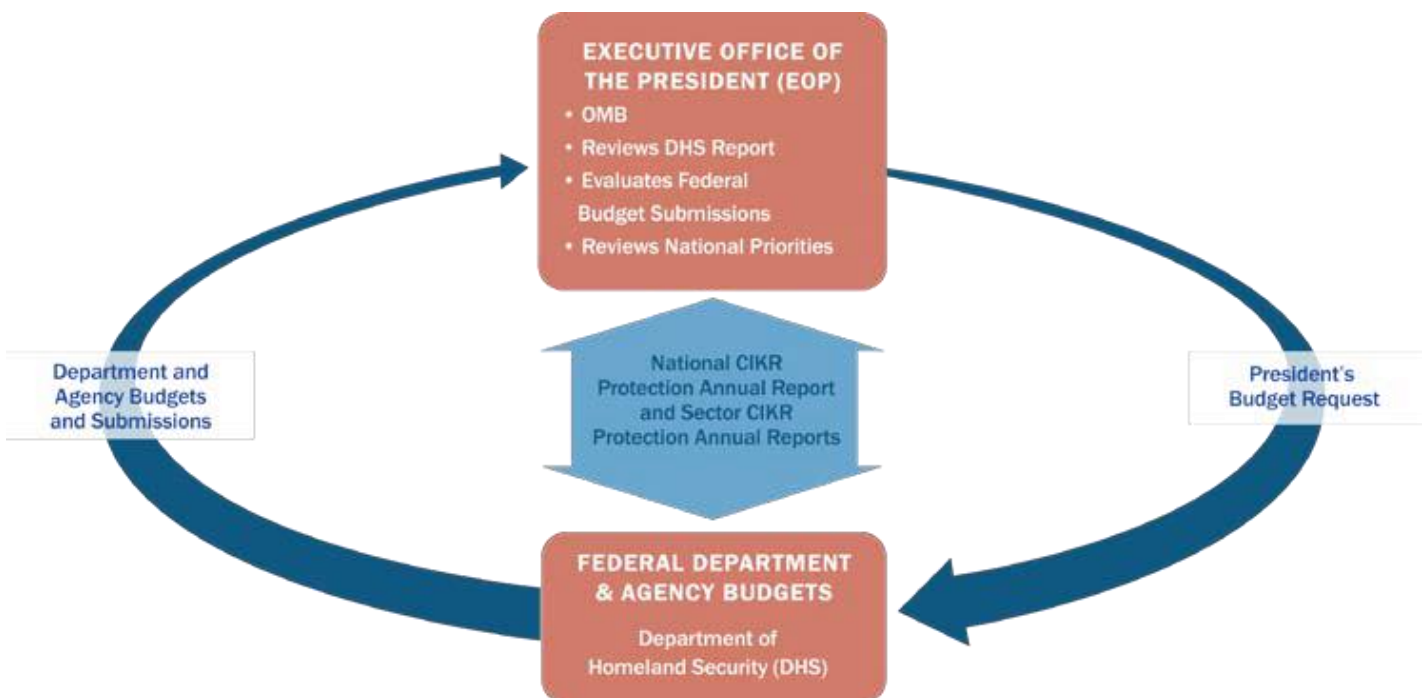 EXECUTIVE OFFICE OF
THE PRESIDENT (EOP)
• OMB
• Reviews DHS Report
• Evaluates Federal
Budget Submissions
• Reviews National Priorities
Department and
Agency Budgets
and Submissions
National CIKR
Protection Annual Report
and Sector CIKR
Protection Annual Reports
President's
Budget Request
FEDERAL DEPARTMENT
& AGENCY BUDGETS
Department of
Homeland Security (DHS)